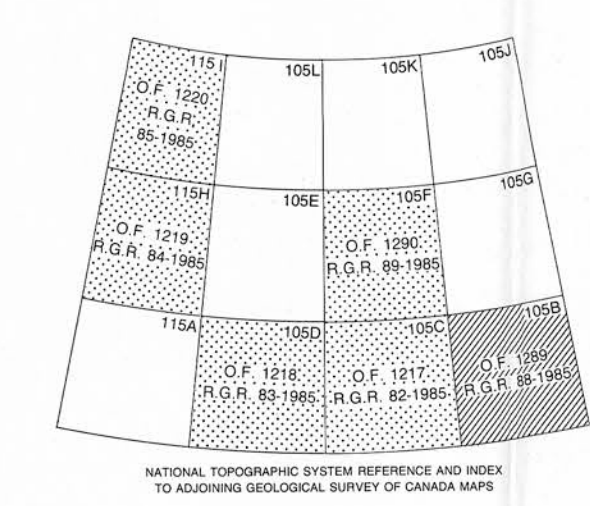 115 I
O.F. 1220
R.G.R.
85-1985
105L
105K
105J
115H
O.F. 1219
R.G.R. 84-1985
105E
105F
O.F. 1290
R.G.R. 89-1985
105G
115A
105D
O.F. 1218
R.G.R. 83-1985
105C
O.F. 1217
R.G.R. 82-1985
105B
O.F. 1289
R.G.R. 88-1985
NATIONAL TOPOGRAPHIC SYSTEM REFERENCE AND INDEX
TO ADJOINING GEOLOGICAL SURVEY OF CANADA MAPS